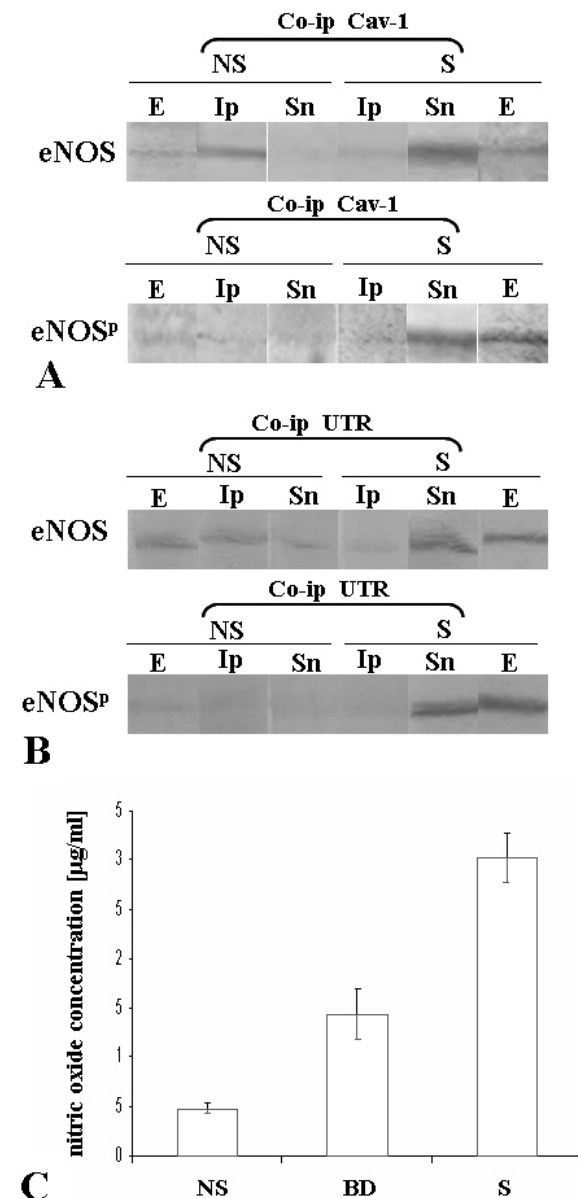 Co-ip Cav-1
NS S
E Ip Sn Ip Sn E
eNOS
Co-ip Cav-1
NS S
E Ip Sn Ip Sn E
eNOSᵖ
A
Co-ip UTR
NS S
E Ip Sn Ip Sn E
eNOS
Co-ip UTR
NS S
E Ip Sn Ip Sn E
eNOSᵖ
B
nitric oxide concentration [µg/ml]
5
3
5
2
5
1
5
0
NS BD S
C